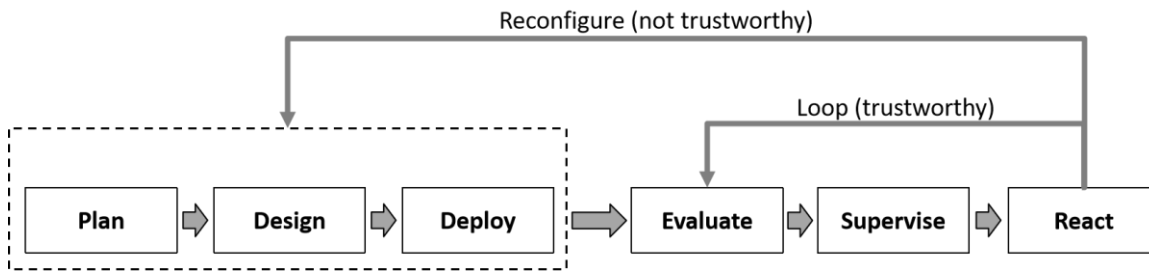 Reconfigure (not trustworthy)
Loop (trustworthy)
Plan
Design
Deploy
Evaluate
Supervise
React